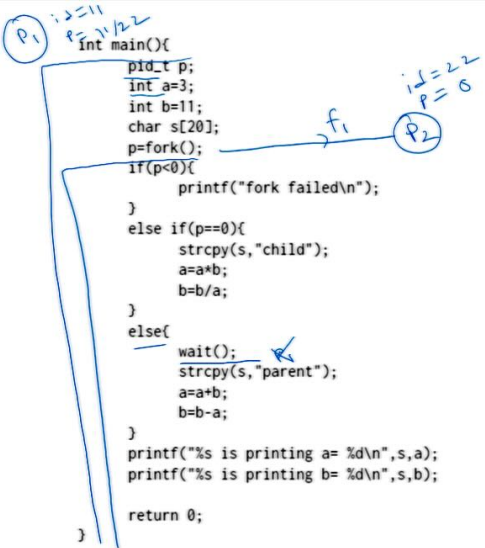 P1 id=11
P=11/22
int main(){
pid_t p;
int a=3;
int b=11;
char s[20];
p=fork();
f1
id=22
P=0
P2
if(p<0){
printf("fork failed\n");
}
else if(p==0){
strcpy(s,"child");
a=a*b;
b=b/a;
}
else{
wait();
strcpy(s,"parent");
a=a+b;
b=b-a;
}
printf("%s is printing a= %d\n",s,a);
printf("%s is printing b= %d\n",s,b);
return 0;
}